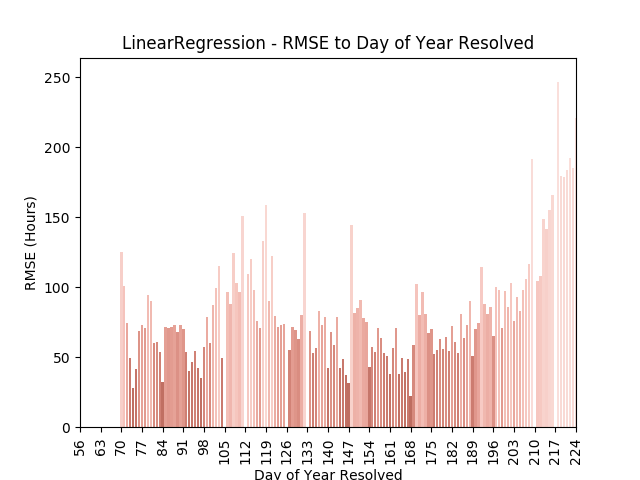 LinearRegression - RMSE to Day of Year Resolved
RMSE (Hours)
250
200
150
100
50
0
56 63 70 77 84 91 98 105 112 119 126 133 140 147 154 161 168 175 182 189 196 203 210 217 224
Day of Year Resolved